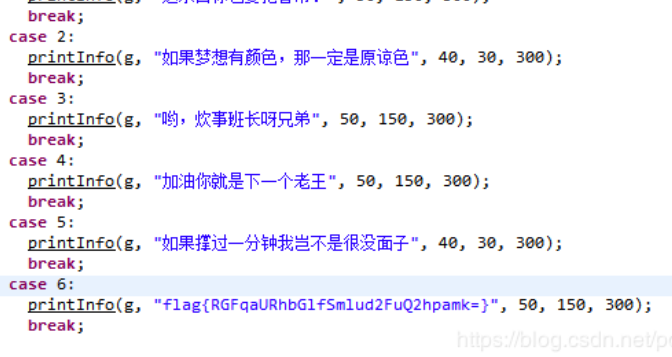 break;
case 2:
printInfo(g, "如果梦想有颜色，那一定是原谅色", 40, 30, 300);
break;
case 3:
printInfo(g, "哟，炊事班长呀兄弟", 50, 150, 300);
break;
case 4:
printInfo(g, "加油你就是下一个老王", 50, 150, 300);
break;
case 5:
printInfo(g, "如果撑过一分钟我岂不是很没面子", 40, 30, 300);
break;
case 6:
printInfo(g, "flag{RGFqaURhbGlfSmlud2FuQ2hpamk=}", 50, 150, 300);
break;
https://blog.csdn.net/p